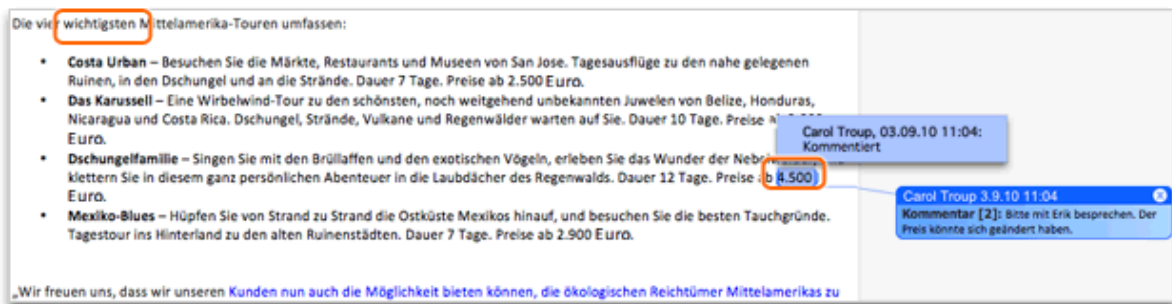 Die vier wichtigsten Mittelamerika-Touren umfassen:
• Costa Urban – Besuchen Sie die Märkte, Restaurants und Museen von San Jose. Tagesausflüge zu den nahe gelegenen
Ruinen, in den Dschungel und an die Strände. Dauer 7 Tage. Preise ab 2.500 Euro.
• Das Karussell – Eine Wirbelwind-Tour zu den schönsten, noch weitgehend unbekannten Juwelen von Belize, Honduras,
Nicaragua und Costa Rica. Dschungel, Strände, Vulkane und Regenwälder warten auf Sie. Dauer 10 Tage. Preise
Euro.
• Dschungelfamilie – Singen Sie mit den Brüllaffen und den exotischen Vögeln, erleben Sie das Wunder der
klettern Sie in diesem ganz persönlichen Abenteuer in die Laubdächer des Regenwalds. Dauer 12 Tage. Preise ab 4.500
Euro.
• Mexiko-Blues – Hüpfen Sie von Strand zu Strand die Ostküste Mexikos hinauf, und besuchen Sie die besten Tauchgründe.
Tagestour ins Hinterland zu den alten Ruinenstädten. Dauer 7 Tage. Preise ab 2.900 Euro.
„Wir freuen uns, dass wir unseren Kunden nun auch die Möglichkeit bieten können, die ökologischen Reichtümer Mittelamerikas zu
Carol Troup, 03.09.10 11:04:
Kommentiert
Carol Troup 3.9.10 11:04
Kommentar [2]: Bitte mit Erik besprechen. Der
Preis könnte sich geändert haben.